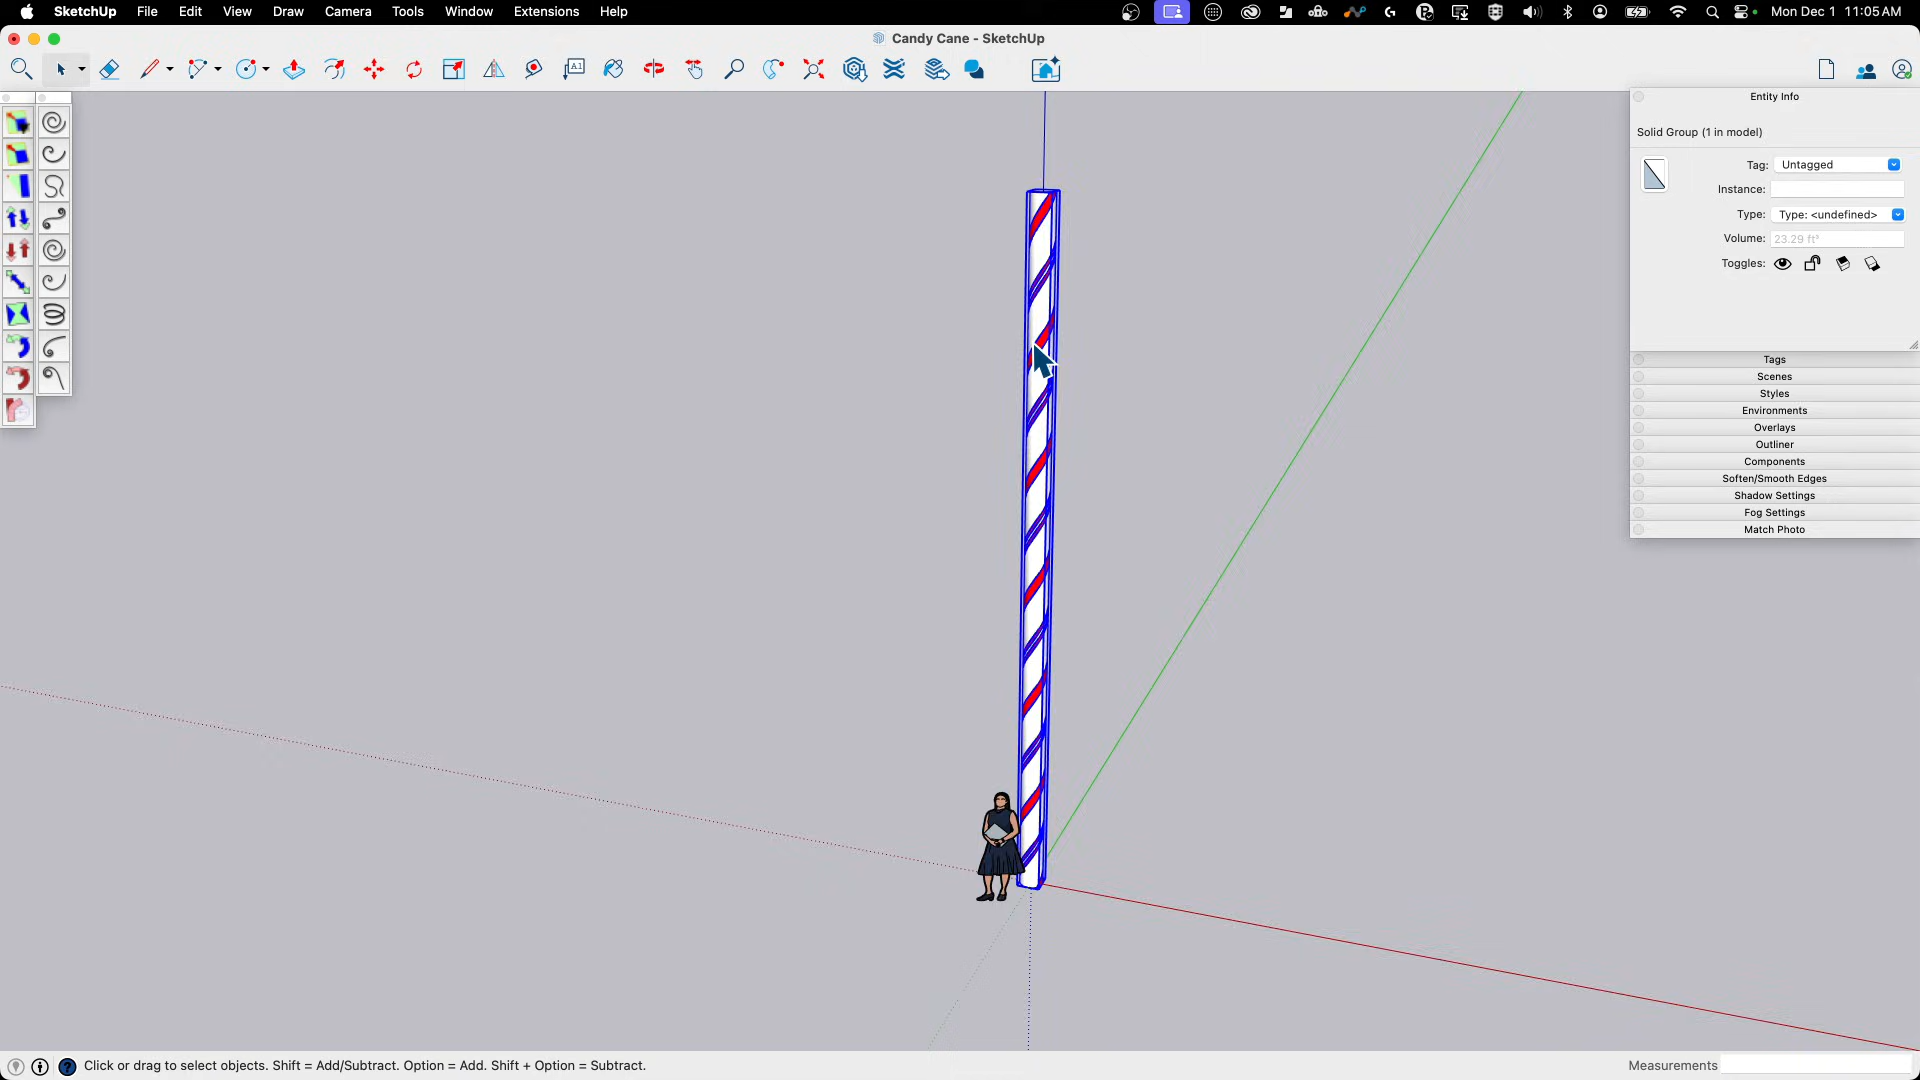 SketchUp File Edit View Draw Camera Tools Window Extensions Help Mon Dec 1 11:05 AM
Candy Cane - SketchUp
A1
Entity Info
Solid Group (1 in model)
Tag: Untagged
Instance:
Type: Type: <undefined>
Volume: 23.29 ft³
Toggles:
Tags
Scenes
Styles
Environments
Overlays
Outliner
Components
Soften/Smooth Edges
Shadow Settings
Fog Settings
Match Photo
Click or drag to select objects. Shift = Add/Subtract. Option = Add. Shift + Option = Subtract. Measurements